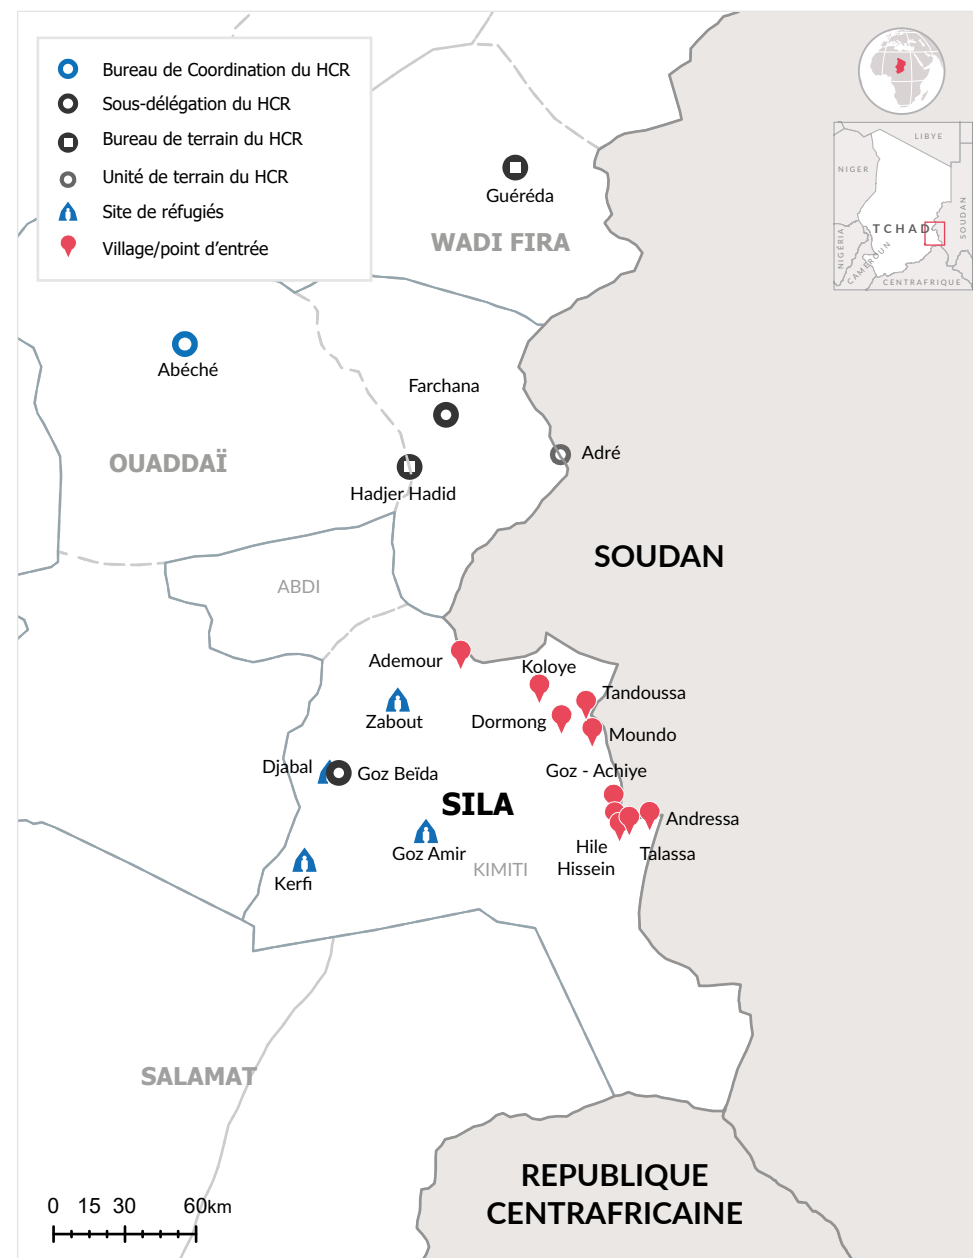 Bureau de Coordination du HCR
Sous-délégation du HCR
Bureau de terrain du HCR
Unité de terrain du HCR
Site de réfugiés
Village/point d'entrée
LIBYE
NIGER
SOUDAN
TCHAD
NIGÉRIA
CAMEROUN
CENTRAFRIQUE
Guéréda
WADI FIRA
Abéché
Farchana
OUADDAÏ
Adré
Hadjer Hadid
SOUDAN
ABDI
Ademour
Koloye
Tandoussa
Zabout
Dormong
Moundo
Djabal
Goz Beïda
Goz - Achiye
SILA
Andressa
Goz Amir
Hile
Hissein
Talassa
KIMITI
Kerfi
SALAMAT
REPUBLIQUE
CENTRAFRICAINE
0 15 30 60km